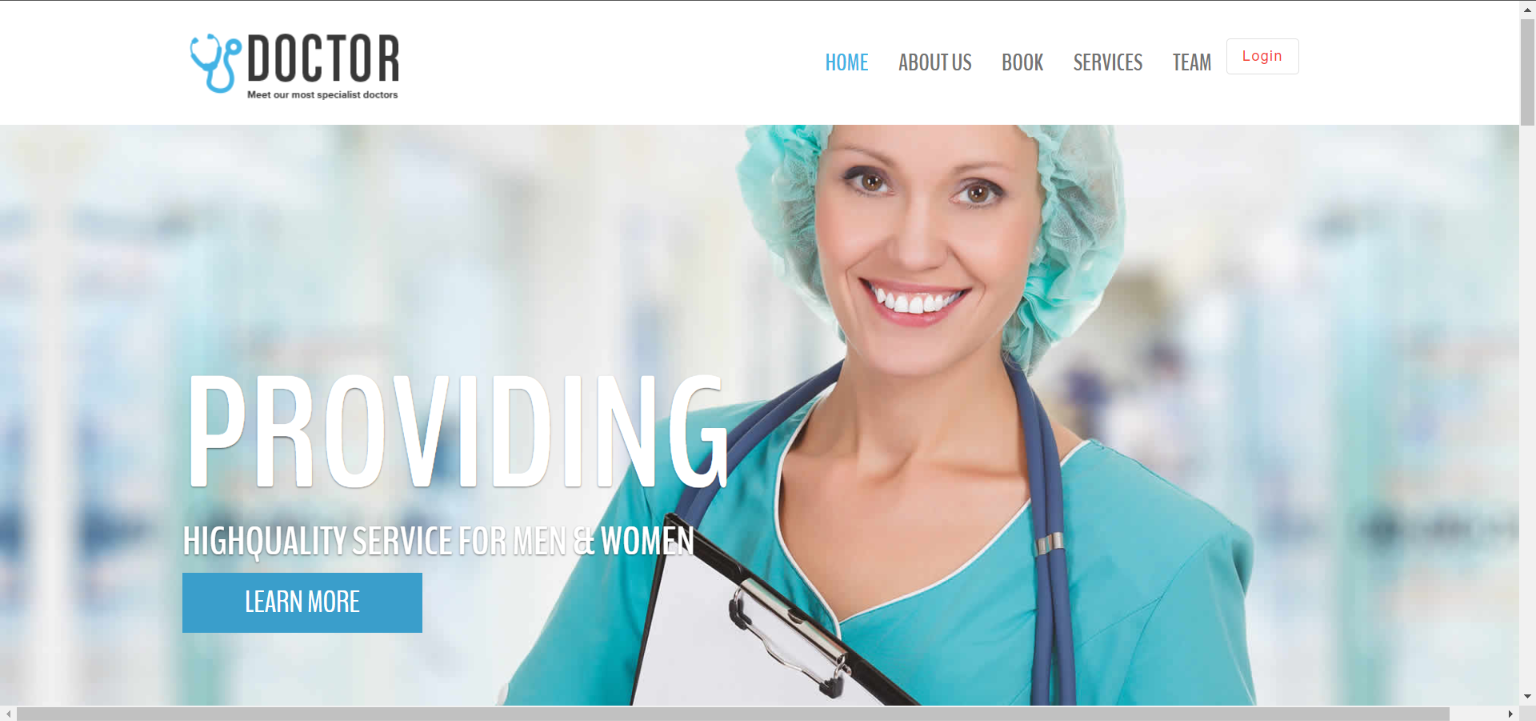 DOCTOR
Meet our most specialist doctors
HOME ABOUT US BOOK SERVICES TEAM Login
PROVIDING
HIGHQUALITY SERVICE FOR MEN & WOMEN
LEARN MORE